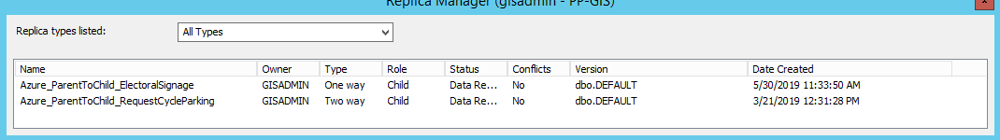 Replica Manager (gisadmin - PP-GIS)
Replica types listed: All Types
Name Owner Type Role Status Conflicts Version Date Created
Azure_ParentToChild_ElectoralSignage GISADMIN One way Child Data Re... No dbo.DEFAULT 5/30/2019 11:33:50 AM
Azure_ParentToChild_RequestCycleParking GISADMIN Two way Child Data Re... No dbo.DEFAULT 3/21/2019 12:31:28 PM